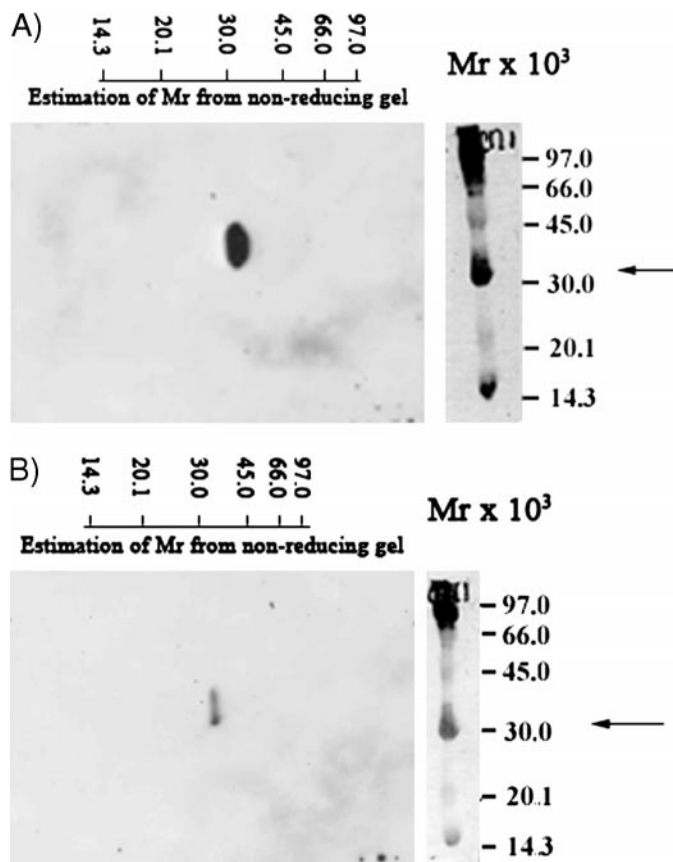 A)
14.3 20.1 30.0 45.0 66.0 97.0
Estimation of Mr from non-reducing gel
Mr x 10³
97.0
66.0
45.0
30.0
20.1
14.3
B)
14.3 20.1 30.0 45.0 66.0 97.0
Estimation of Mr from non-reducing gel
Mr x 10³
97.0
66.0
45.0
30.0
20.1
14.3